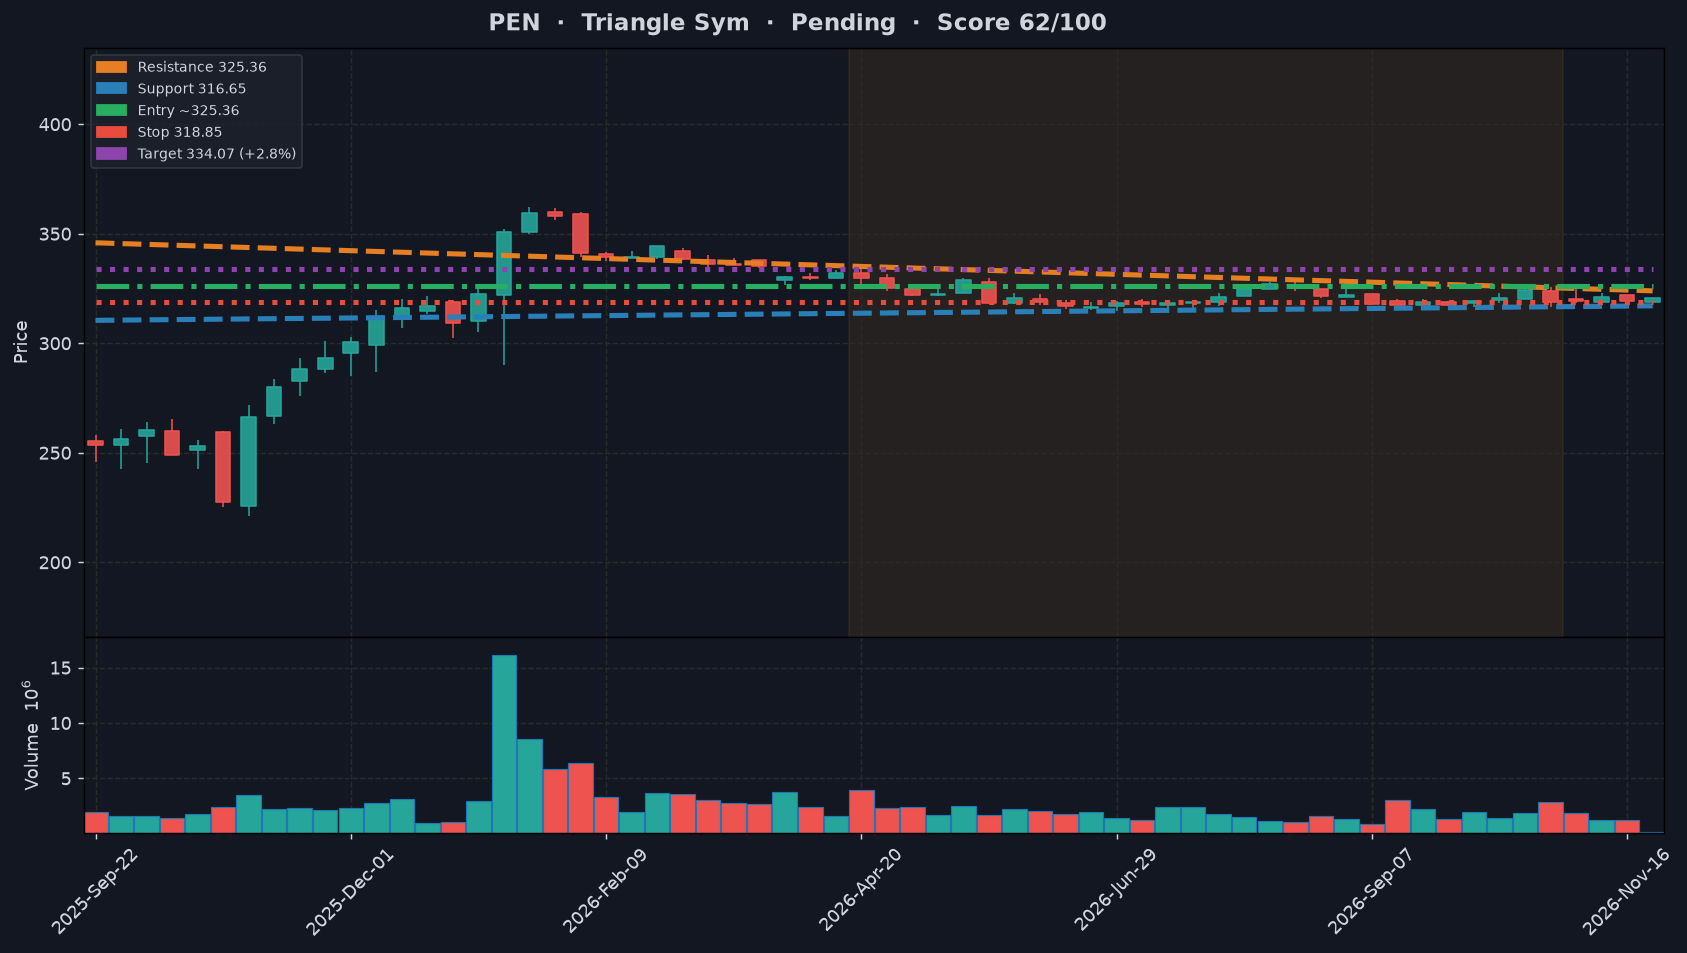 PEN · Triangle Sym · Pending · Score 62/100
Resistance 325.36
Support 316.65
Entry ~325.36
Stop 318.85
Target 334.07 (+2.8%)
Price
400
350
300
250
200
Volume 10⁶
15
10
5
2025-Sep-22
2025-Dec-01
2026-Feb-09
2026-Apr-20
2026-Jun-29
2026-Sep-07
2026-Nov-16